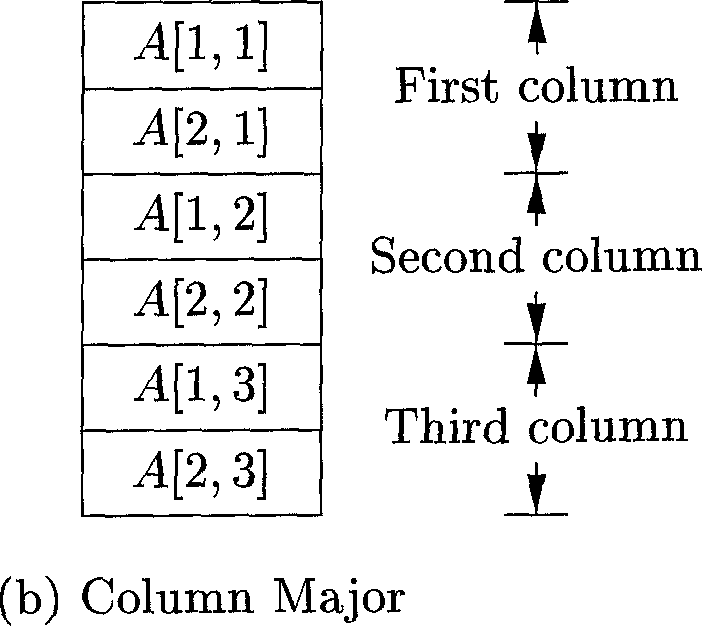 A[1, 1]
First column
A[2, 1]
A[1, 2]
Second column
A[2, 2]
A[1, 3]
Third column
A[2, 3]
(b) Column Major